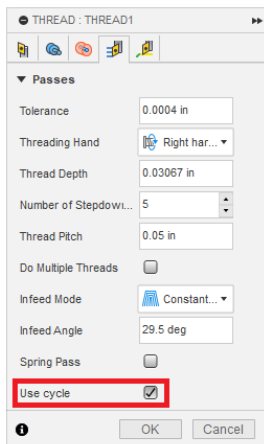 THREAD : THREAD1
Passes
Tolerance 0.0004 in
Threading Hand Right har...
Thread Depth 0.03067 in
Number of Stepdow... 5
Thread Pitch 0.05 in
Do Multiple Threads
Infeed Mode Constant...
Infeed Angle 29.5 deg
Spring Pass
Use cycle
OK Cancel